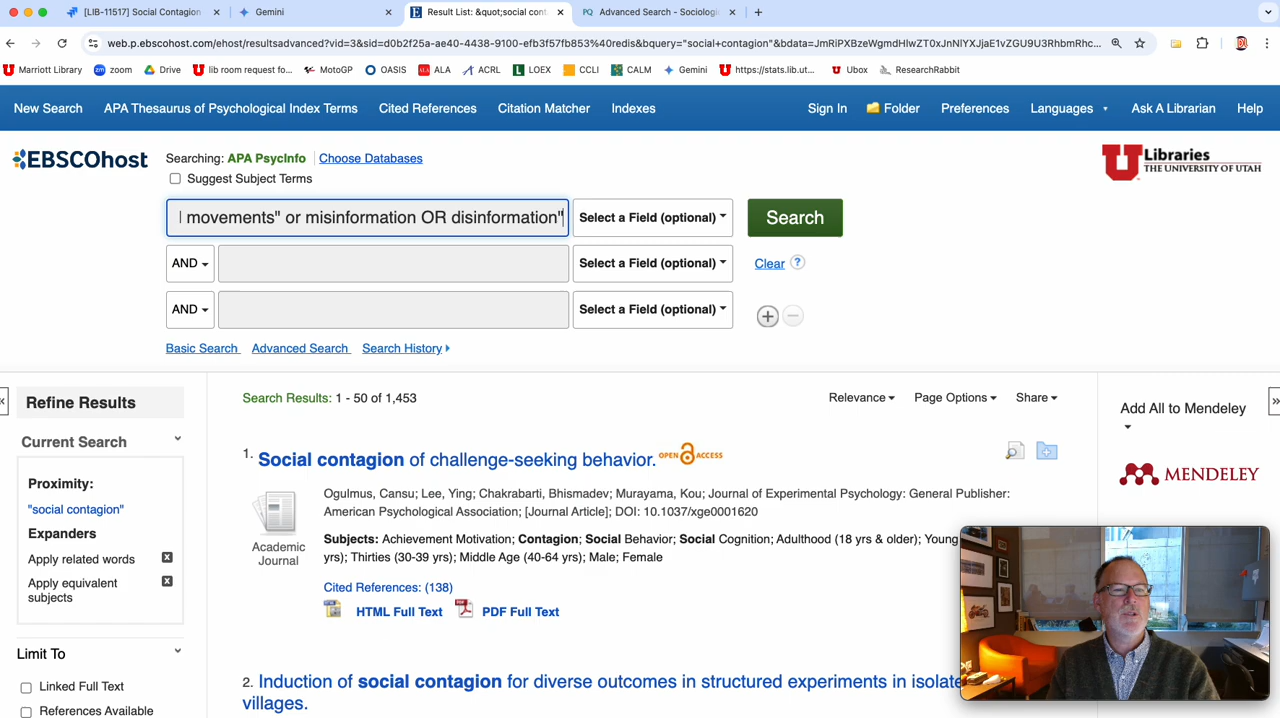 [LIB-11517] Social Contagion
Gemini
Result List: &quot;social cont
Advanced Search - Sociologi
web.p.ebscohost.com/ehost/resultsadvanced?vid=3&sid=d0b2f25a-ae40-4438-9100-efb3f57fb853%40redis&bquery="social+contagion"&bdata=JmRiPXBzeWgmdHlwZT0xJnNlYXJjaE1vZGU9U3RhbmRhcmQ...
Marriott Library zoom Drive lib room request fo... MotoGP OASIS ALA ACRL LOEX CCLI CALM Gemini https://stats.lib.ut... Ubox ResearchRabbit
New Search APA Thesaurus of Psychological Index Terms Cited References Citation Matcher Indexes Sign In Folder Preferences Languages Ask A Librarian Help
EBSCOhost
Searching: APA PsycInfo Choose Databases
Suggest Subject Terms
Libraries
THE UNIVERSITY OF UTAH
l movements" or misinformation OR disinformation" Select a Field (optional) Search
AND Select a Field (optional) Clear ?
AND Select a Field (optional)
Basic Search Advanced Search Search History
Refine Results
Current Search
Proximity:
"social contagion"
Expanders
Apply related words
Apply equivalent
subjects
Limit To
Linked Full Text
References Available
Search Results: 1 - 50 of 1,453
Relevance Page Options Share
1. Social contagion of challenge-seeking behavior. OPEN ACCESS
Academic
Journal
Ogulmus, Cansu; Lee, Ying; Chakrabarti, Bhismadev; Murayama, Kou; Journal of Experimental Psychology: General Publisher:
American Psychological Association; [Journal Article]; DOI: 10.1037/xge0001620
Subjects: Achievement Motivation; Contagion; Social Behavior; Social Cognition; Adulthood (18 yrs & older); Young
yrs); Thirties (30-39 yrs); Middle Age (40-64 yrs); Male; Female
Cited References: (138)
HTML Full Text PDF Full Text
2. Induction of social contagion for diverse outcomes in structured experiments in isolate
villages.
Add All to Mendeley
MENDELEY